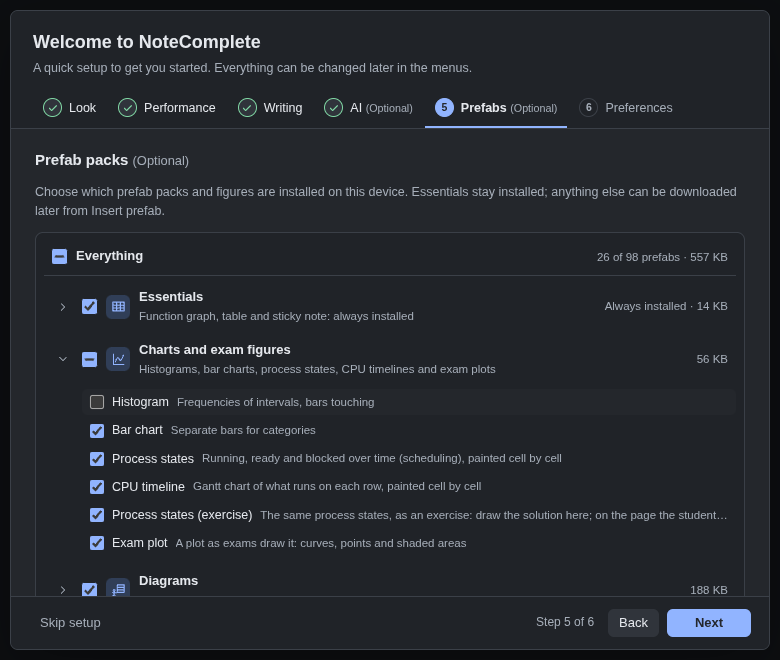 Welcome to NoteComplete
A quick setup to get you started. Everything can be changed later in the menus.
Look
Performance
Writing
AI (Optional)
5 Prefabs (Optional)
6 Preferences
Prefab packs (Optional)
Choose which prefab packs and figures are installed on this device. Essentials stay installed; anything else can be downloaded
later from Insert prefab.
Everything
26 of 98 prefabs · 557 KB
Essentials
Function graph, table and sticky note: always installed
Always installed · 14 KB
Charts and exam figures
Histograms, bar charts, process states, CPU timelines and exam plots
56 KB
Histogram Frequencies of intervals, bars touching
Bar chart Separate bars for categories
Process states Running, ready and blocked over time (scheduling), painted cell by cell
CPU timeline Gantt chart of what runs on each row, painted cell by cell
Process states (exercise) The same process states, as an exercise: draw the solution here; on the page the student…
Exam plot A plot as exams draw it: curves, points and shaded areas
Diagrams
188 KB
Skip setup
Step 5 of 6
Back
Next